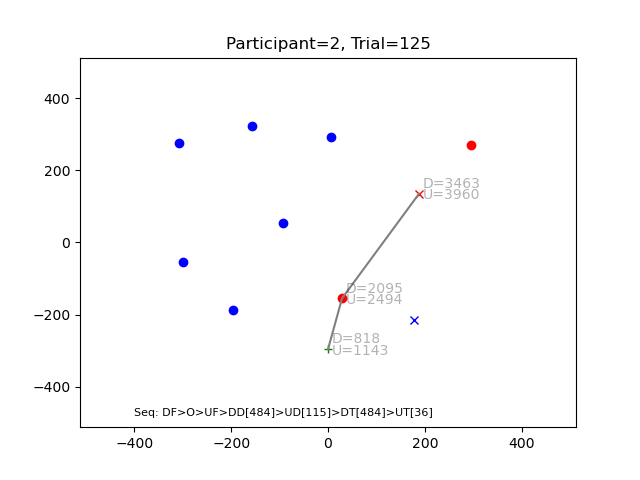 Participant=2, Trial=125
400
200
0
−200
−400
D=3463
U=3960
D=2095
U=2494
D=818
U=1143
Seq: DF>O>UF>DD[484]>UD[115]>DT[484]>UT[36]
−400 −200 0 200 400